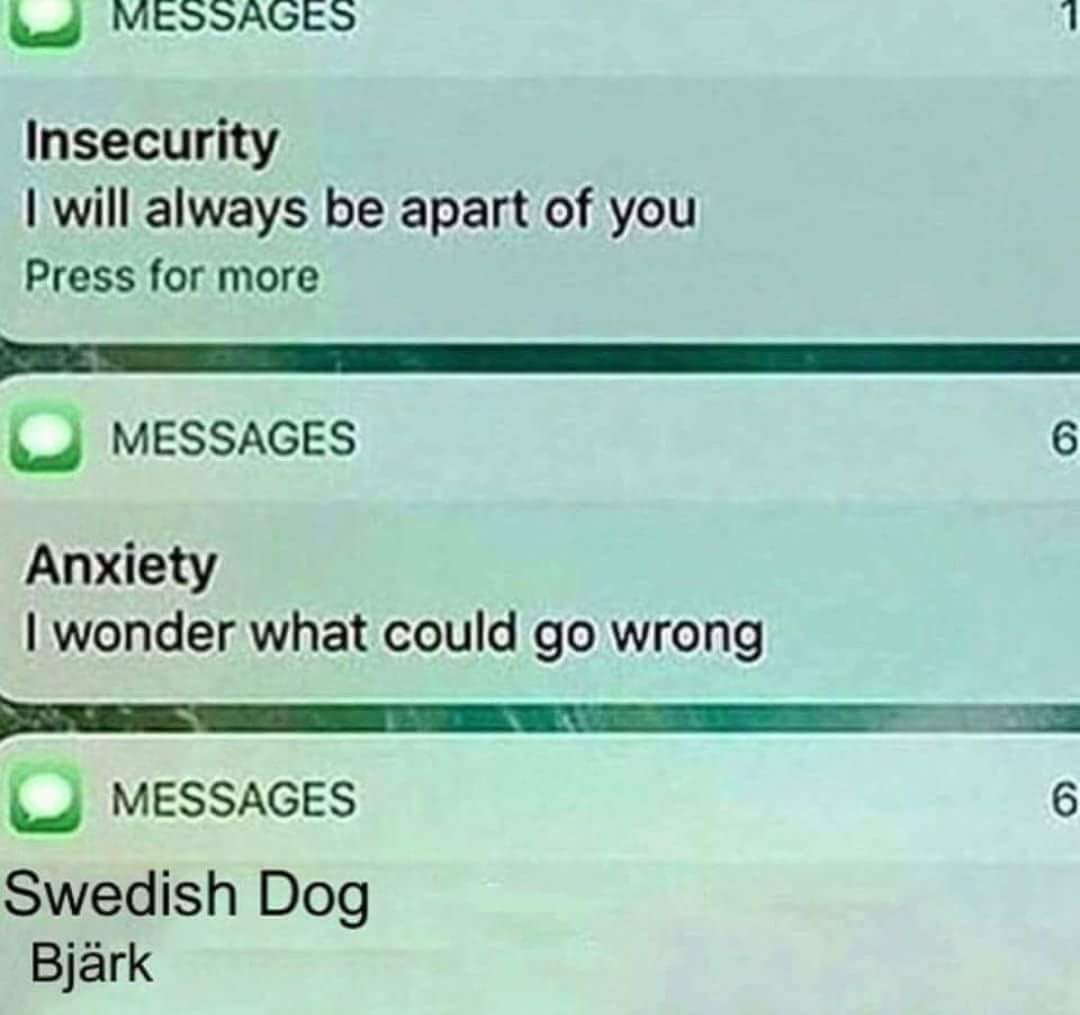 MESSAGES 1
Insecurity
I will always be apart of you
Press for more
MESSAGES 6
Anxiety
I wonder what could go wrong
MESSAGES 6
Swedish Dog
Bjärk